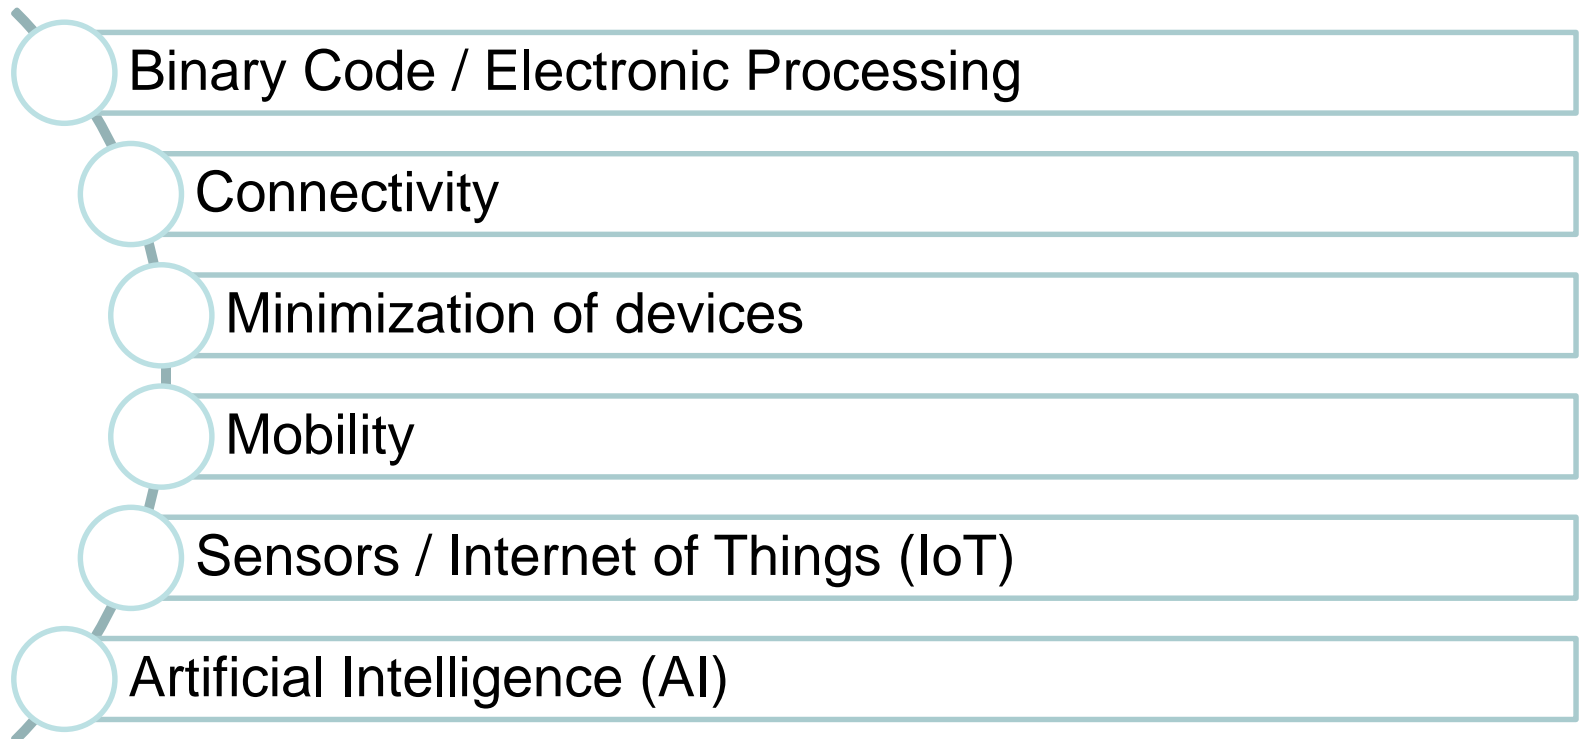 Binary Code / Electronic Processing
Connectivity
Minimization of devices
Mobility
Sensors / Internet of Things (IoT)
Artificial Intelligence (AI)